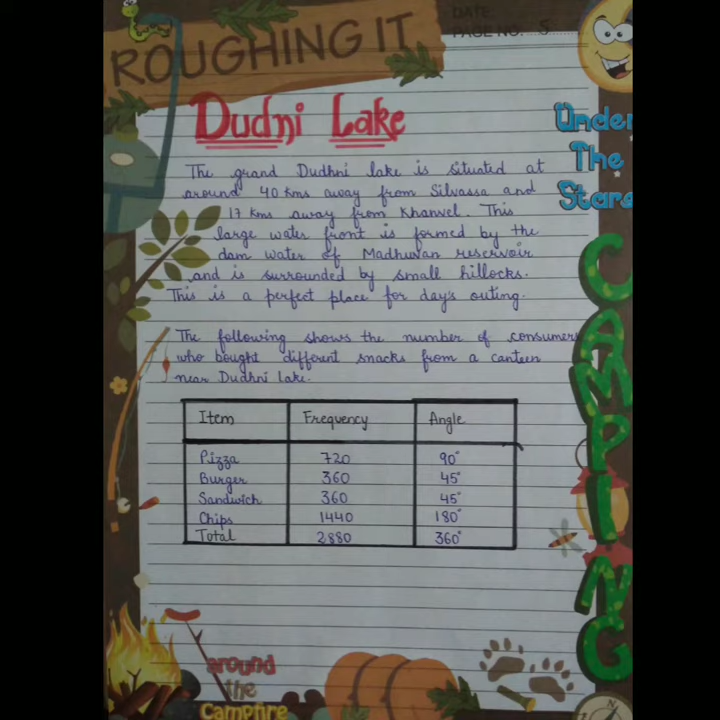 ROUGHING IT
DATE:
PAGE NO: 5
Dudni Lake
Under
The
Stars
The grand Dudhni lake is situated at
around 40 kms away from Silvassa and
17 kms away from Khanvel. This
large water front is formed by the
dam water of Madhuvan reservoir
and is surrounded by small hillocks.
This is a perfect place for day's outing.
The following shows the number of consumers
who bought different snacks from a canteen
near Dudhni lake.
Item Frequency Angle
Pizza 720 90°
Burger 360 45°
Sandwich 360 45°
Chips 1440 180°
Total 2880 360°
CAMPING
around
the
Campfire
N